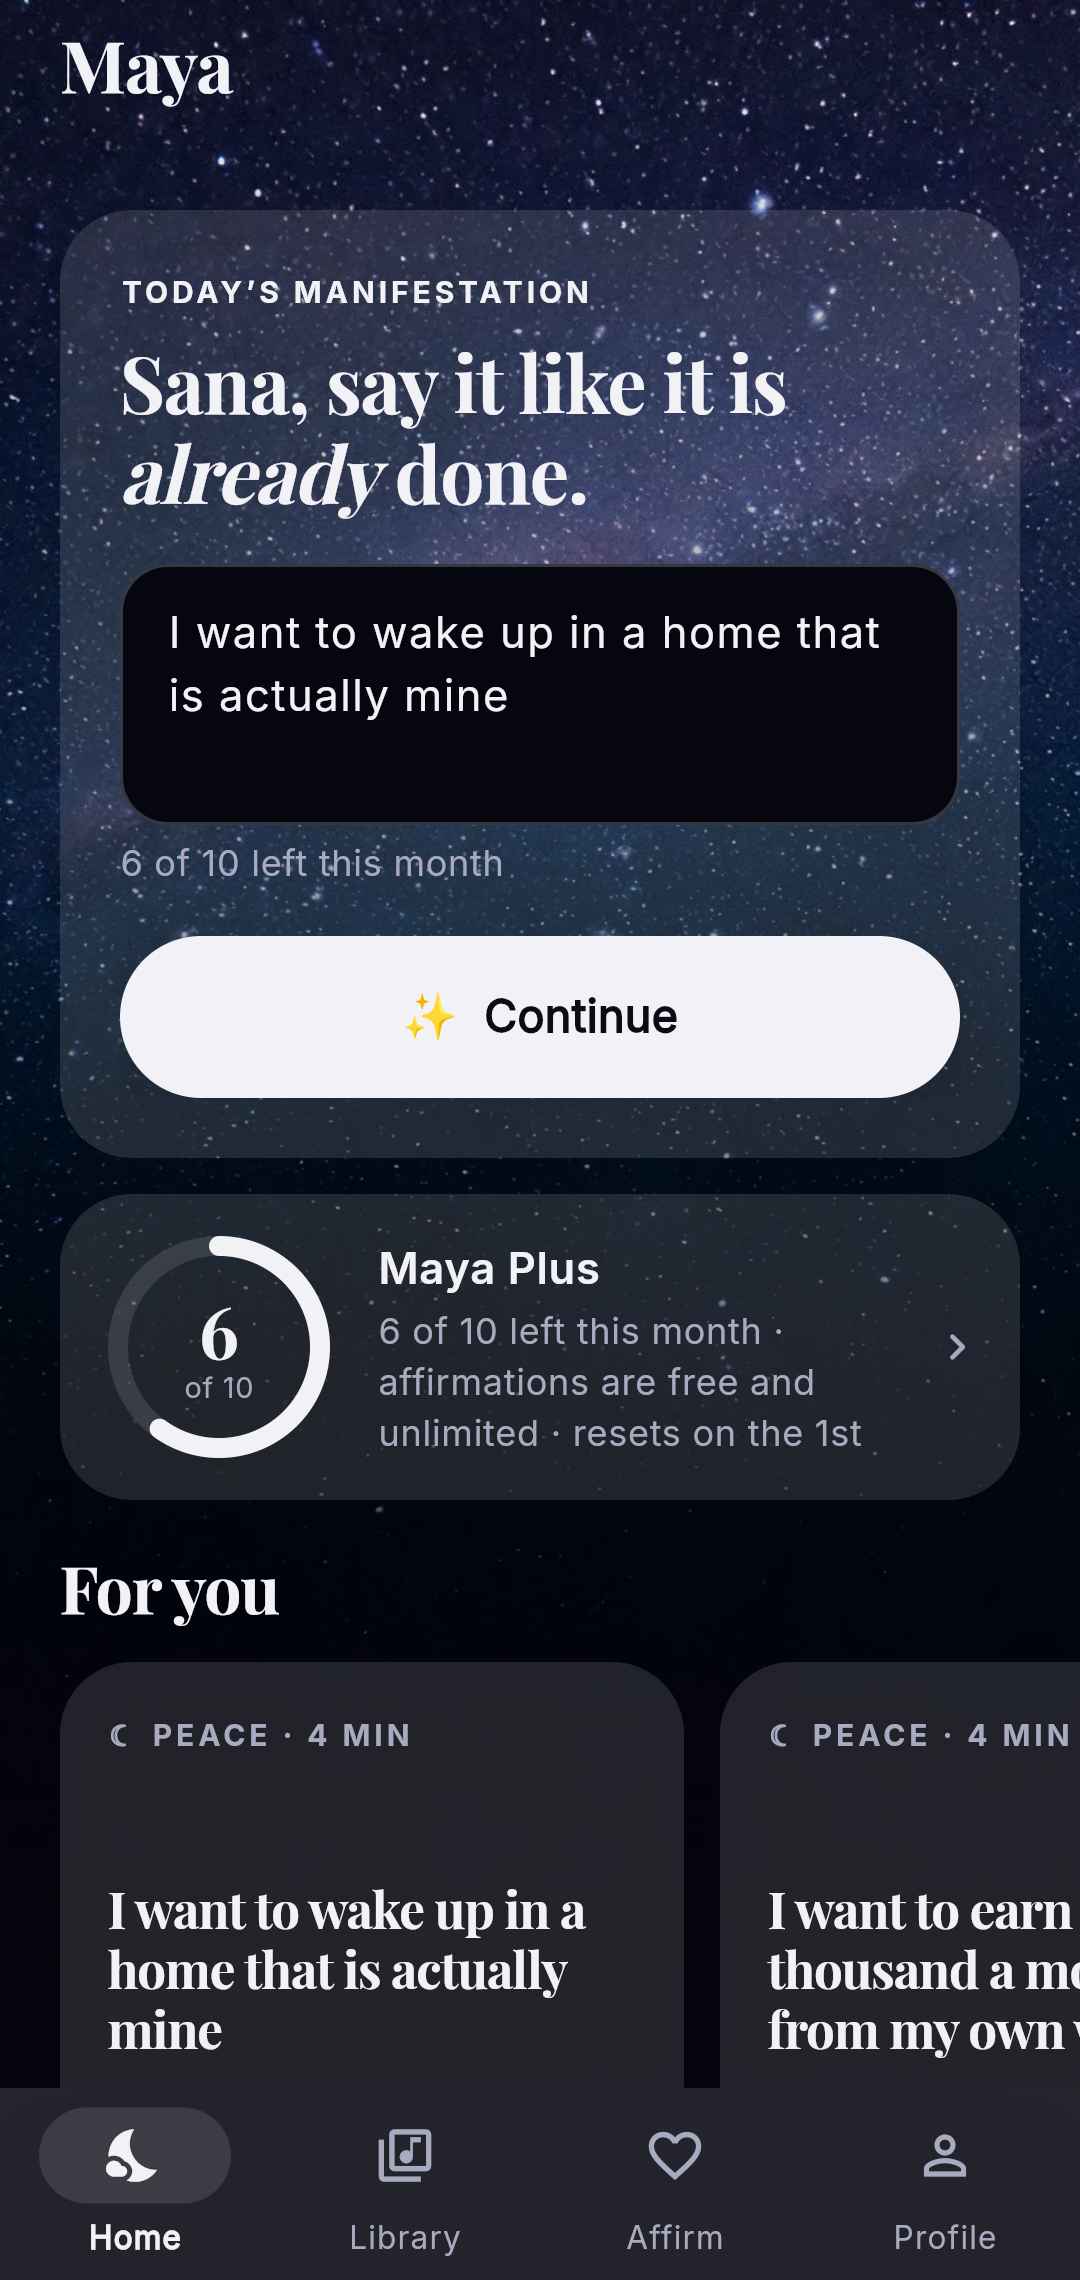 Maya
TODAY’S MANIFESTATION
Sana, say it like it is
already done.
I want to wake up in a home that
is actually mine
6 of 10 left this month
✨ Continue
6
of 10
Maya Plus
6 of 10 left this month ·
affirmations are free and
unlimited · resets on the 1st
For you
☾ PEACE · 4 MIN
I want to wake up in a
home that is actually
mine
☾ PEACE · 4 MIN
I want to earn
thousand a
from my own
Home
Library
Affirm
Profile